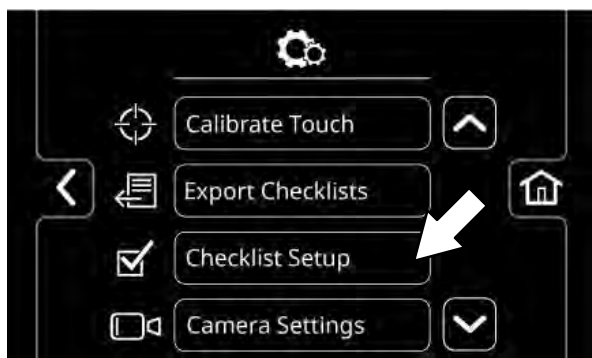 Calibrate Touch
Export Checklists
Checklist Setup
Camera Settings